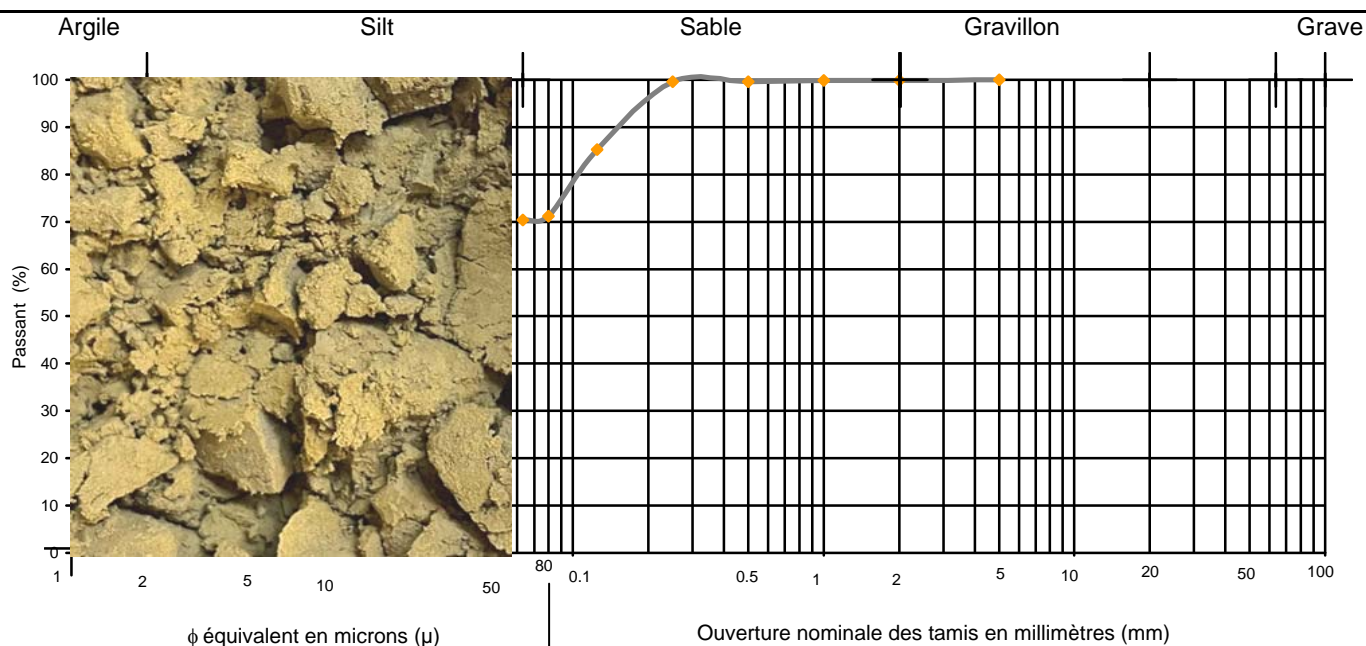 Argile Silt Sable Gravillon Grave
100
90
80
70
60
50
40
30
20
10
0
Passant (%)
1 2 5 10 50 80 0.1 0.5 1 2 5 10 20 50 100
ϕ équivalent en microns (µ) Ouverture nominale des tamis en millimètres (mm)